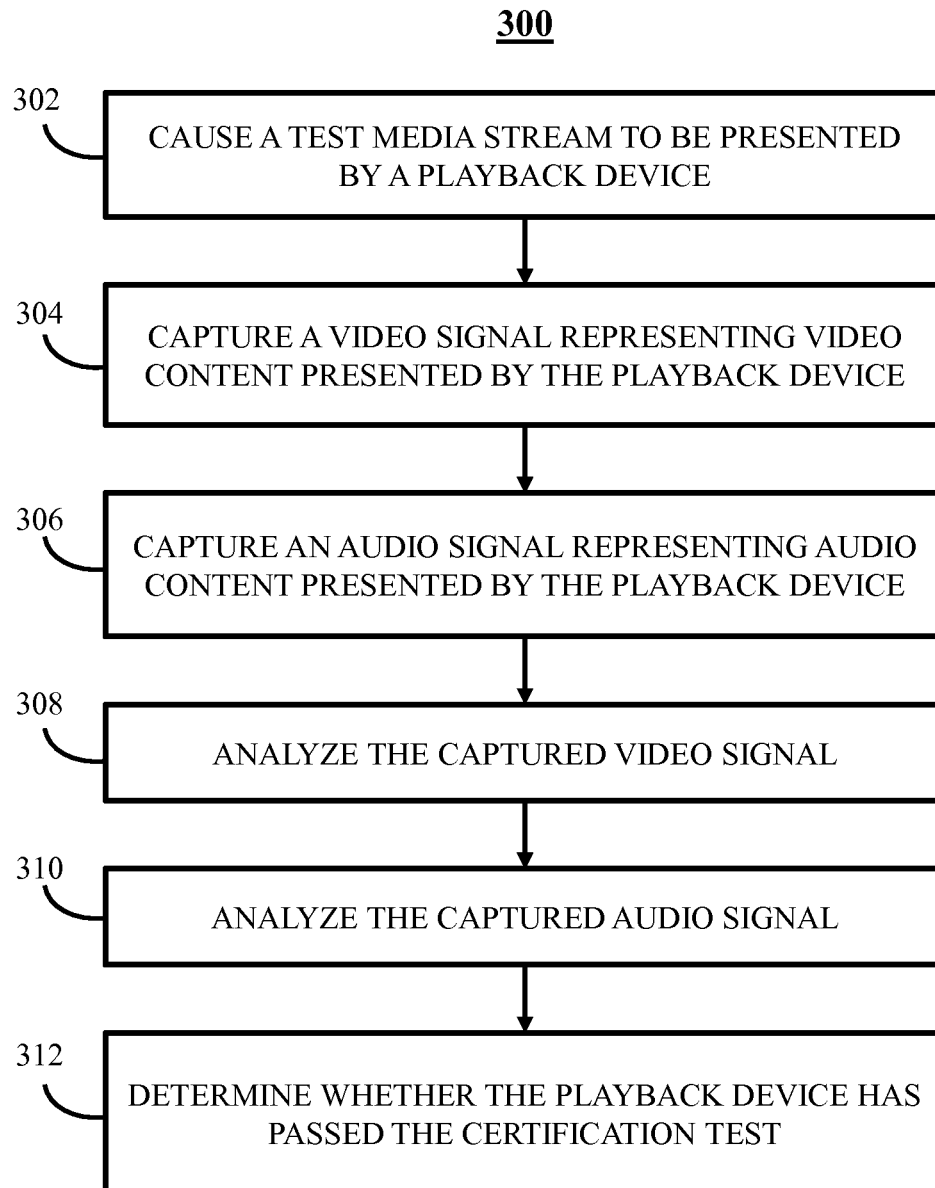 300
302
CAUSE A TEST MEDIA STREAM TO BE PRESENTED
BY A PLAYBACK DEVICE
304
CAPTURE A VIDEO SIGNAL REPRESENTING VIDEO
CONTENT PRESENTED BY THE PLAYBACK DEVICE
306
CAPTURE AN AUDIO SIGNAL REPRESENTING AUDIO
CONTENT PRESENTED BY THE PLAYBACK DEVICE
308
ANALYZE THE CAPTURED VIDEO SIGNAL
310
ANALYZE THE CAPTURED AUDIO SIGNAL
312
DETERMINE WHETHER THE PLAYBACK DEVICE HAS
PASSED THE CERTIFICATION TEST